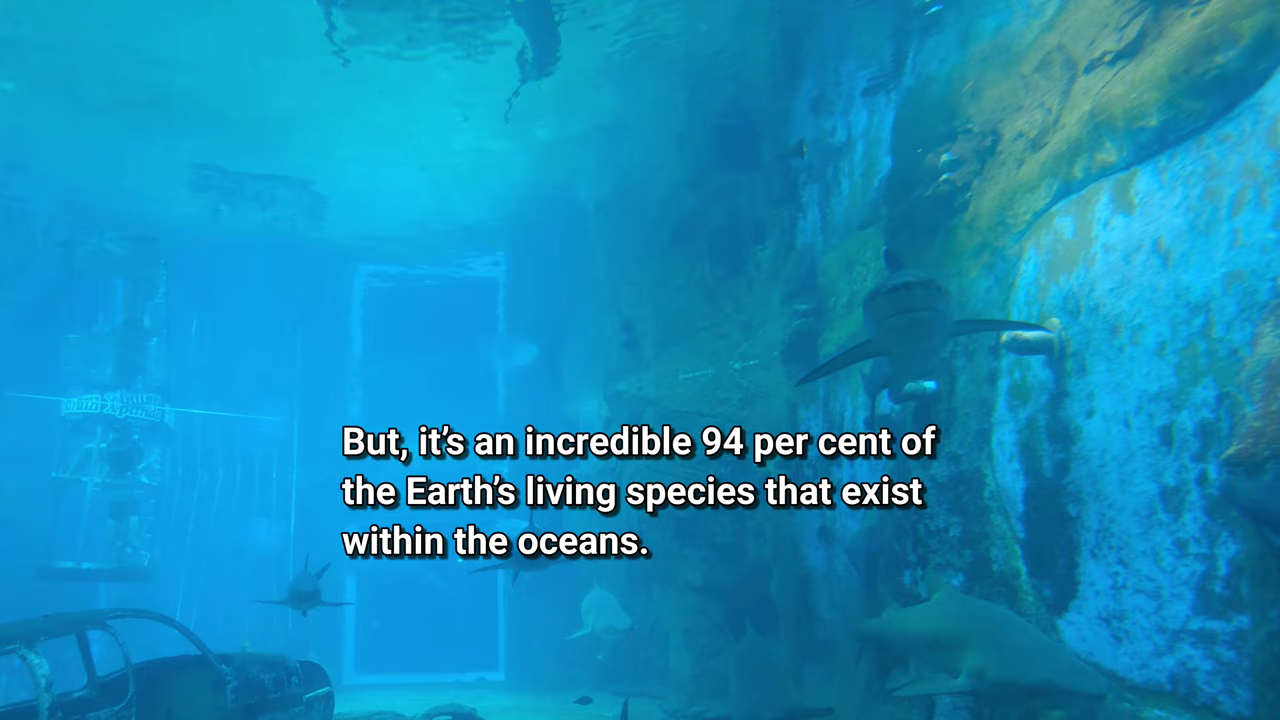 But, it’s an incredible 94 per cent of
the Earth’s living species that exist
within the oceans.